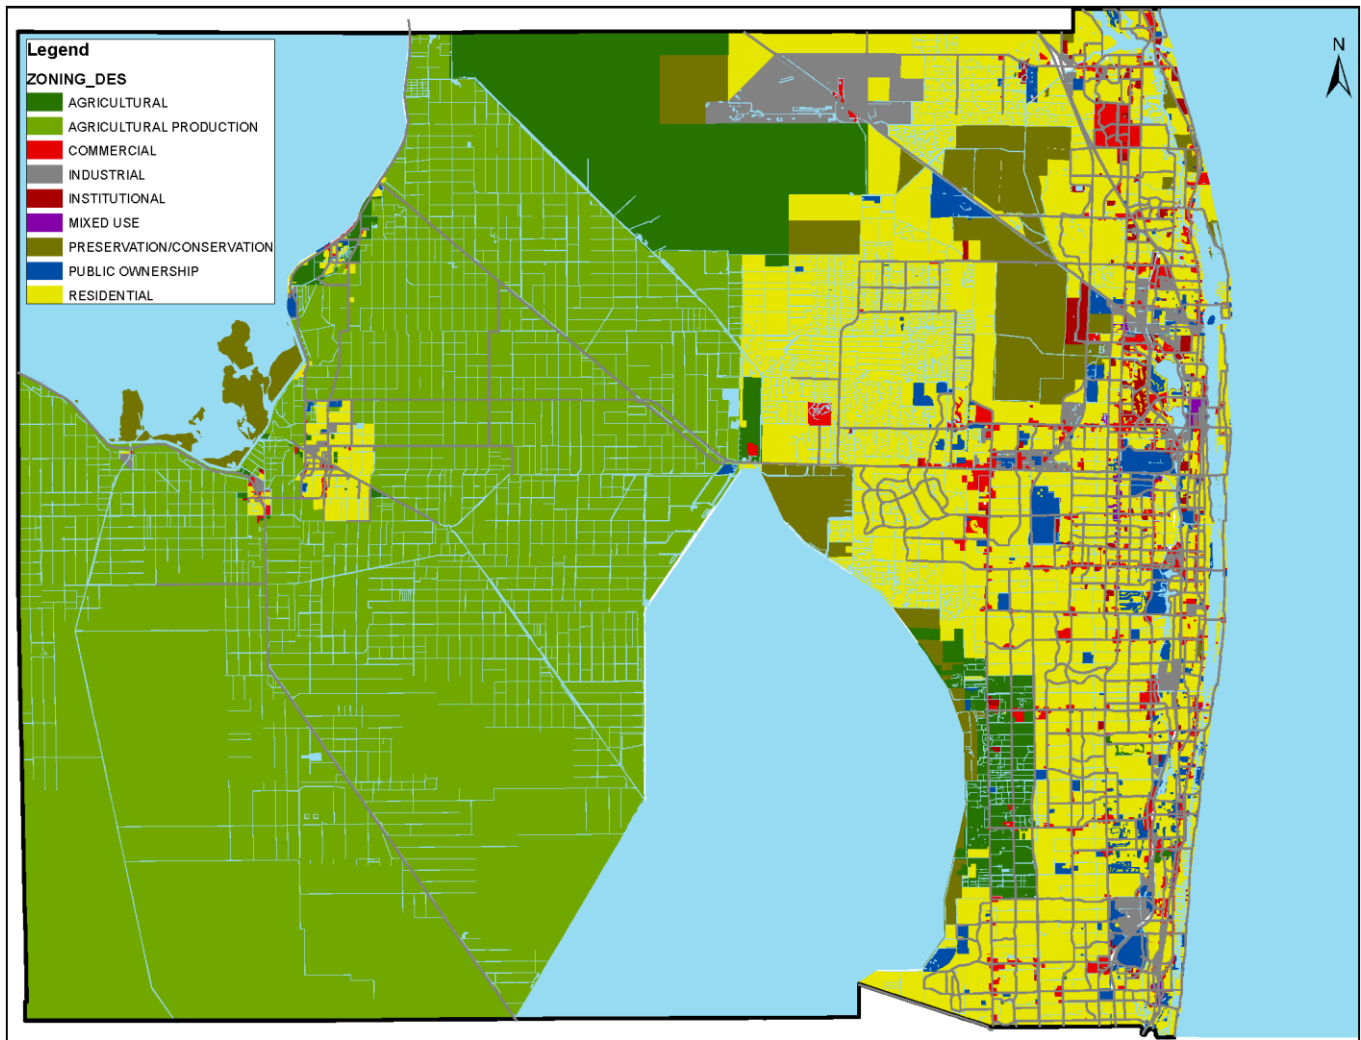 Legend
ZONING_DES
AGRICULTURAL
AGRICULTURAL PRODUCTION
COMMERCIAL
INDUSTRIAL
INSTITUTIONAL
MIXED USE
PRESERVATION/CONSERVATION
PUBLIC OWNERSHIP
RESIDENTIAL
N